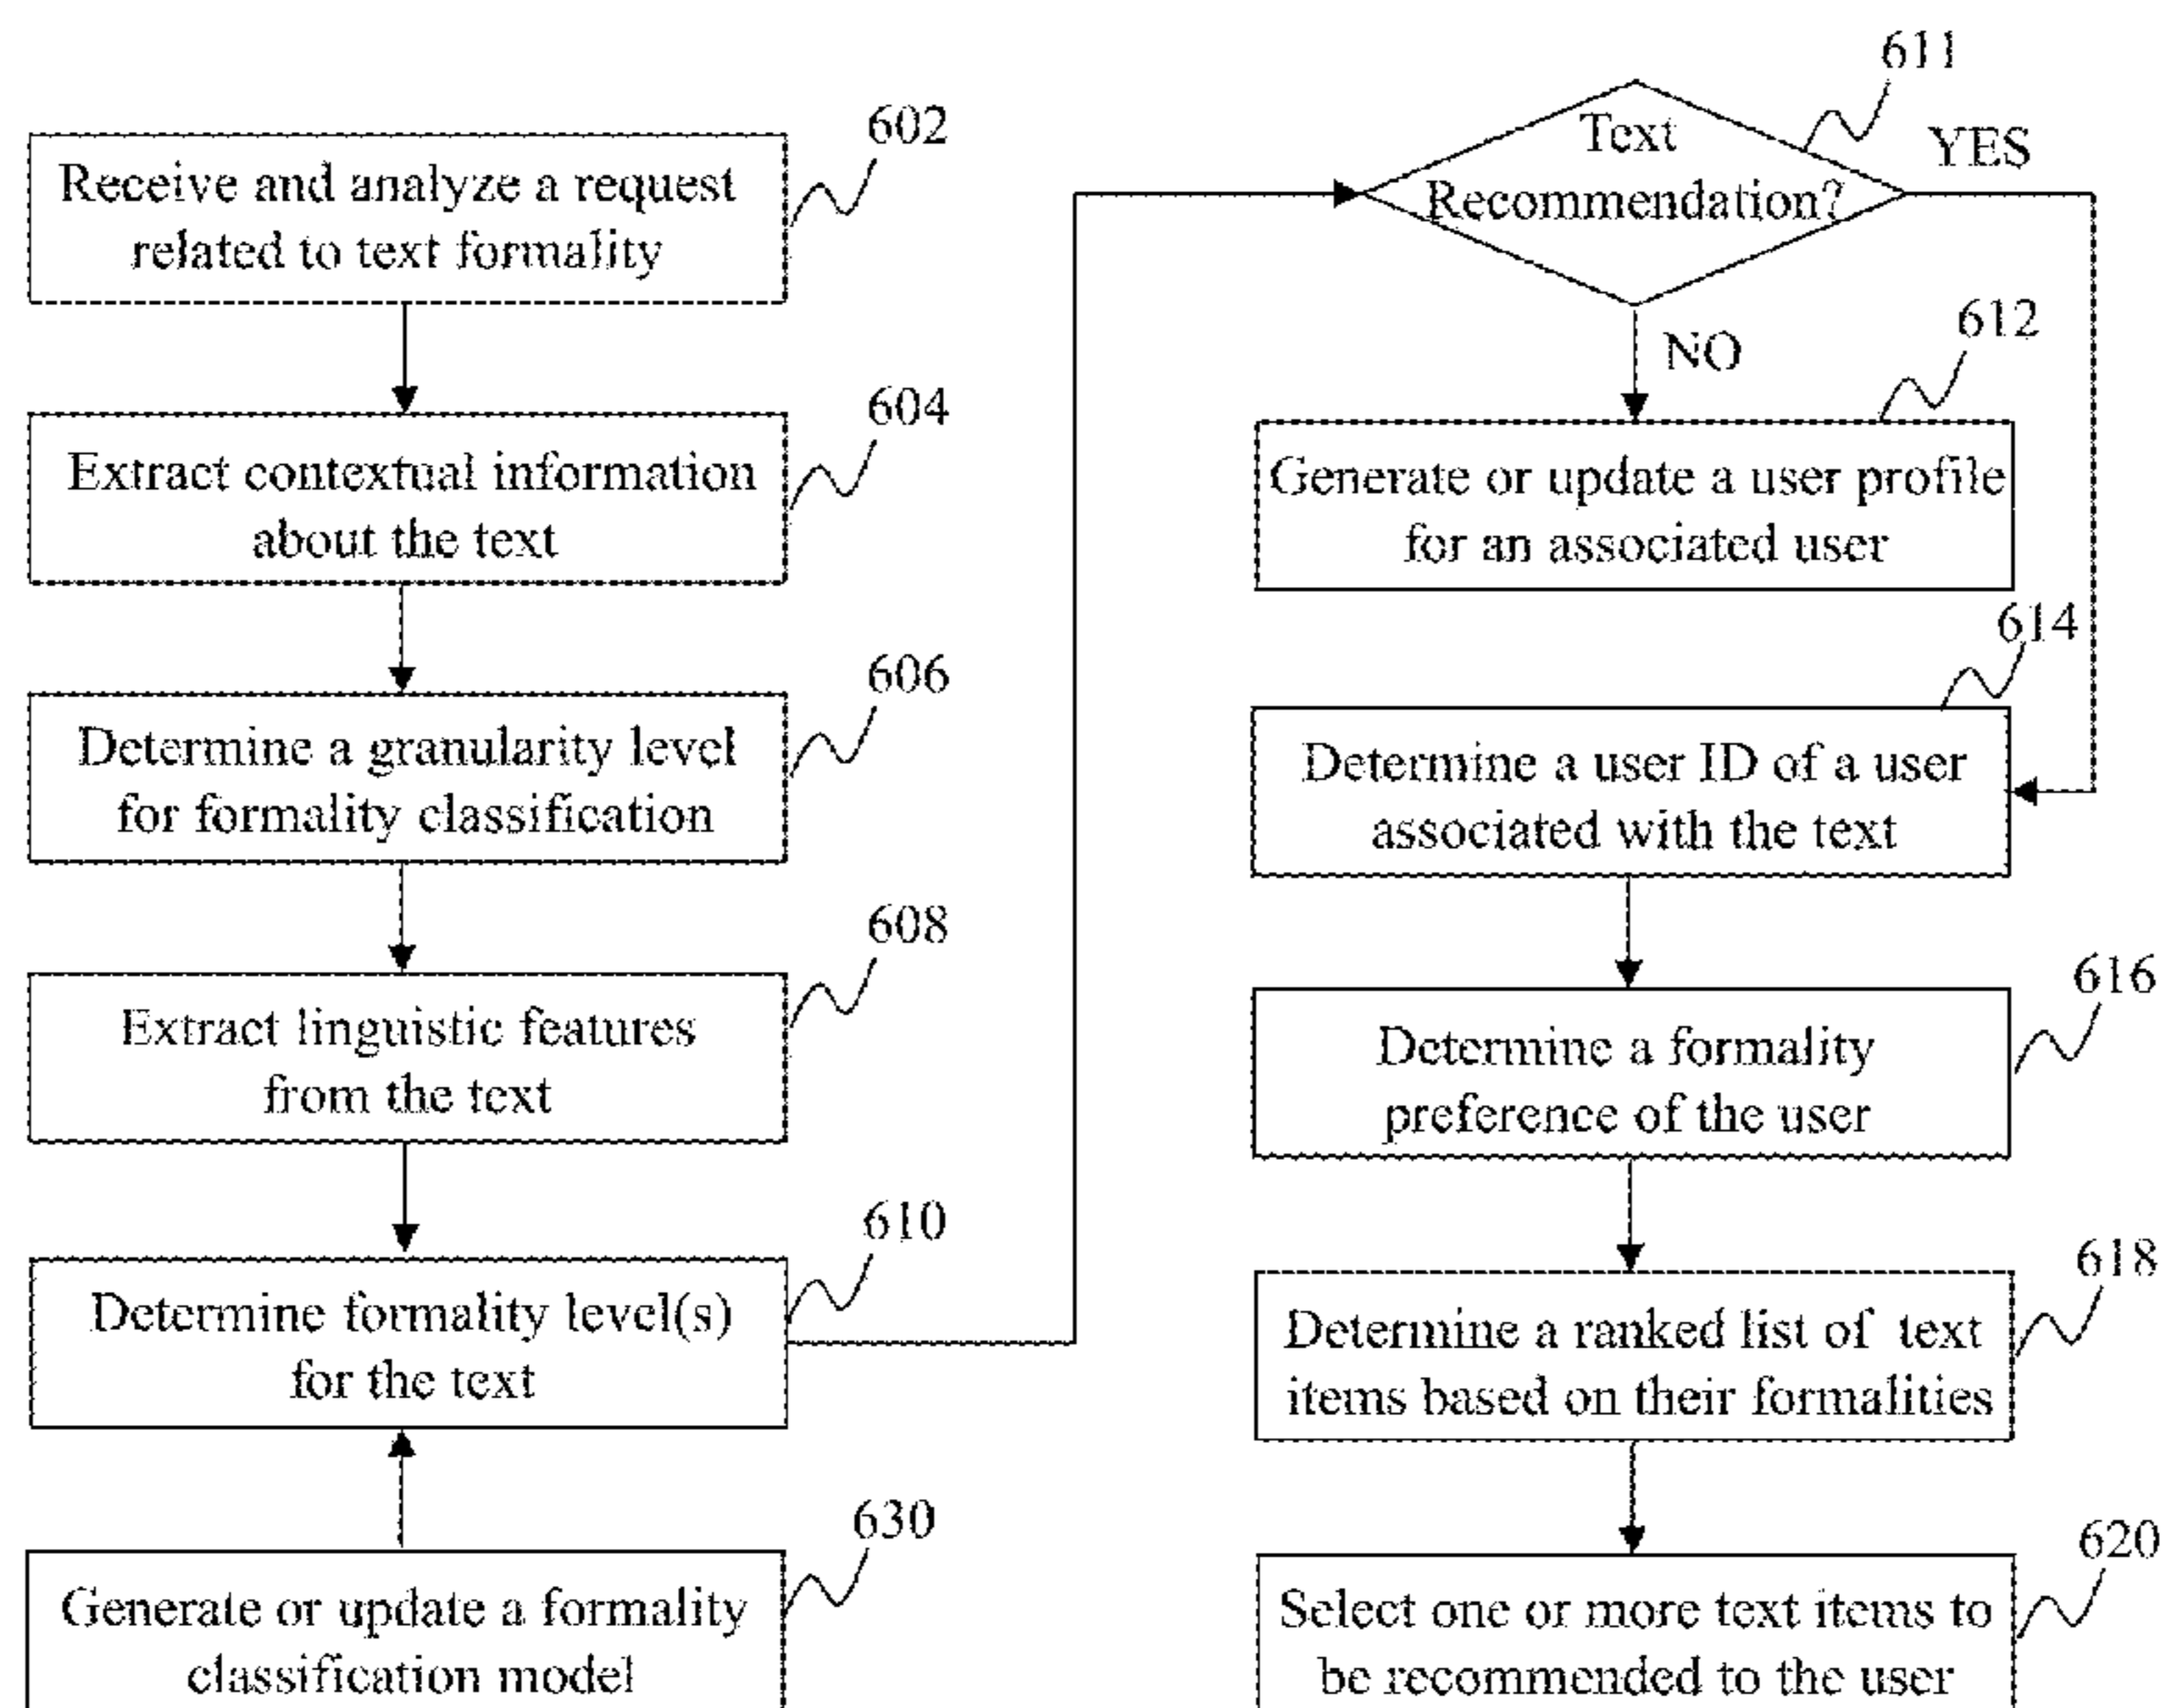 602
Receive and analyze a request
related to text formality
604
Extract contextual information
about the text
606
Determine a granularity level
for formality classification
608
Extract linguistic features
from the text
610
Determine formality level(s)
for the text
630
Generate or update a formality
classification model
611
Text
Recommendation?
YES
NO
612
Generate or update a user profile
for an associated user
614
Determine a user ID of a user
associated with the text
616
Determine a formality
preference of the user
618
Determine a ranked list of text
items based on their formalities
620
Select one or more text items to
be recommended to the user